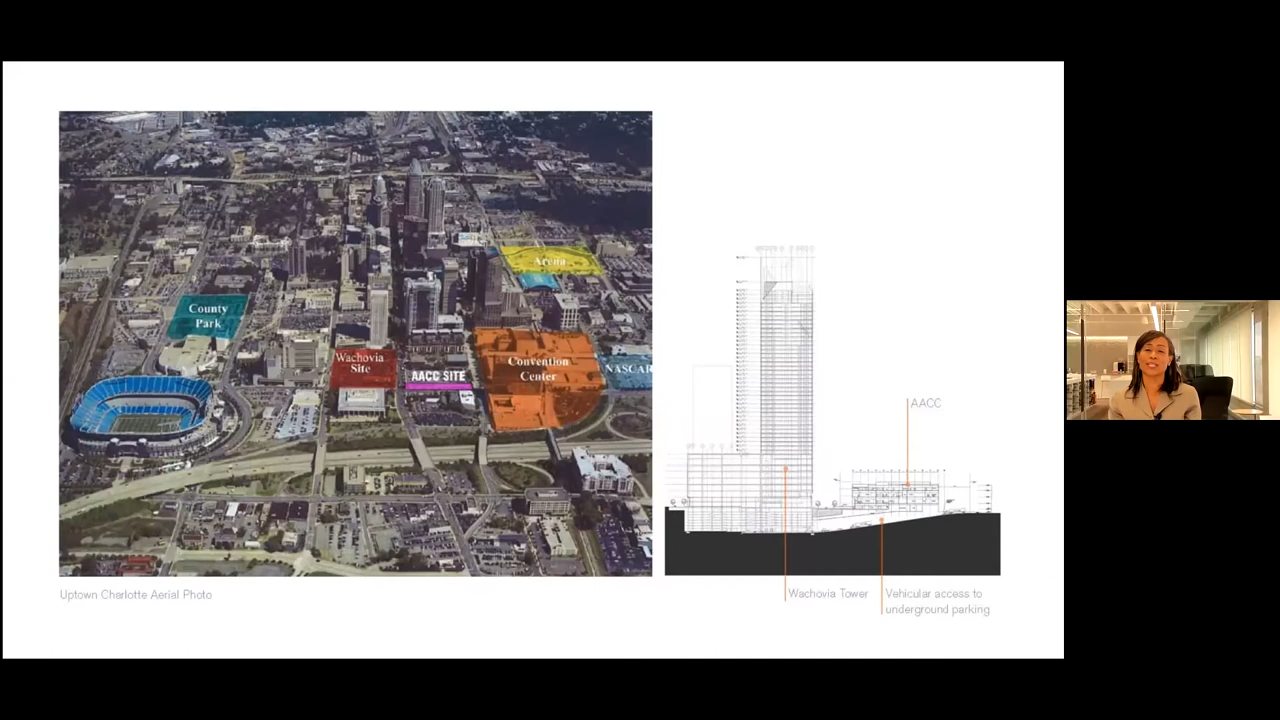 Arena
County
Park
Wachovia
Site
AACC SITE
Convention
Center
NASCAR
Uptown Charlotte Aerial Photo
AACC
Wachovia Tower
Vehicular access to
underground parking